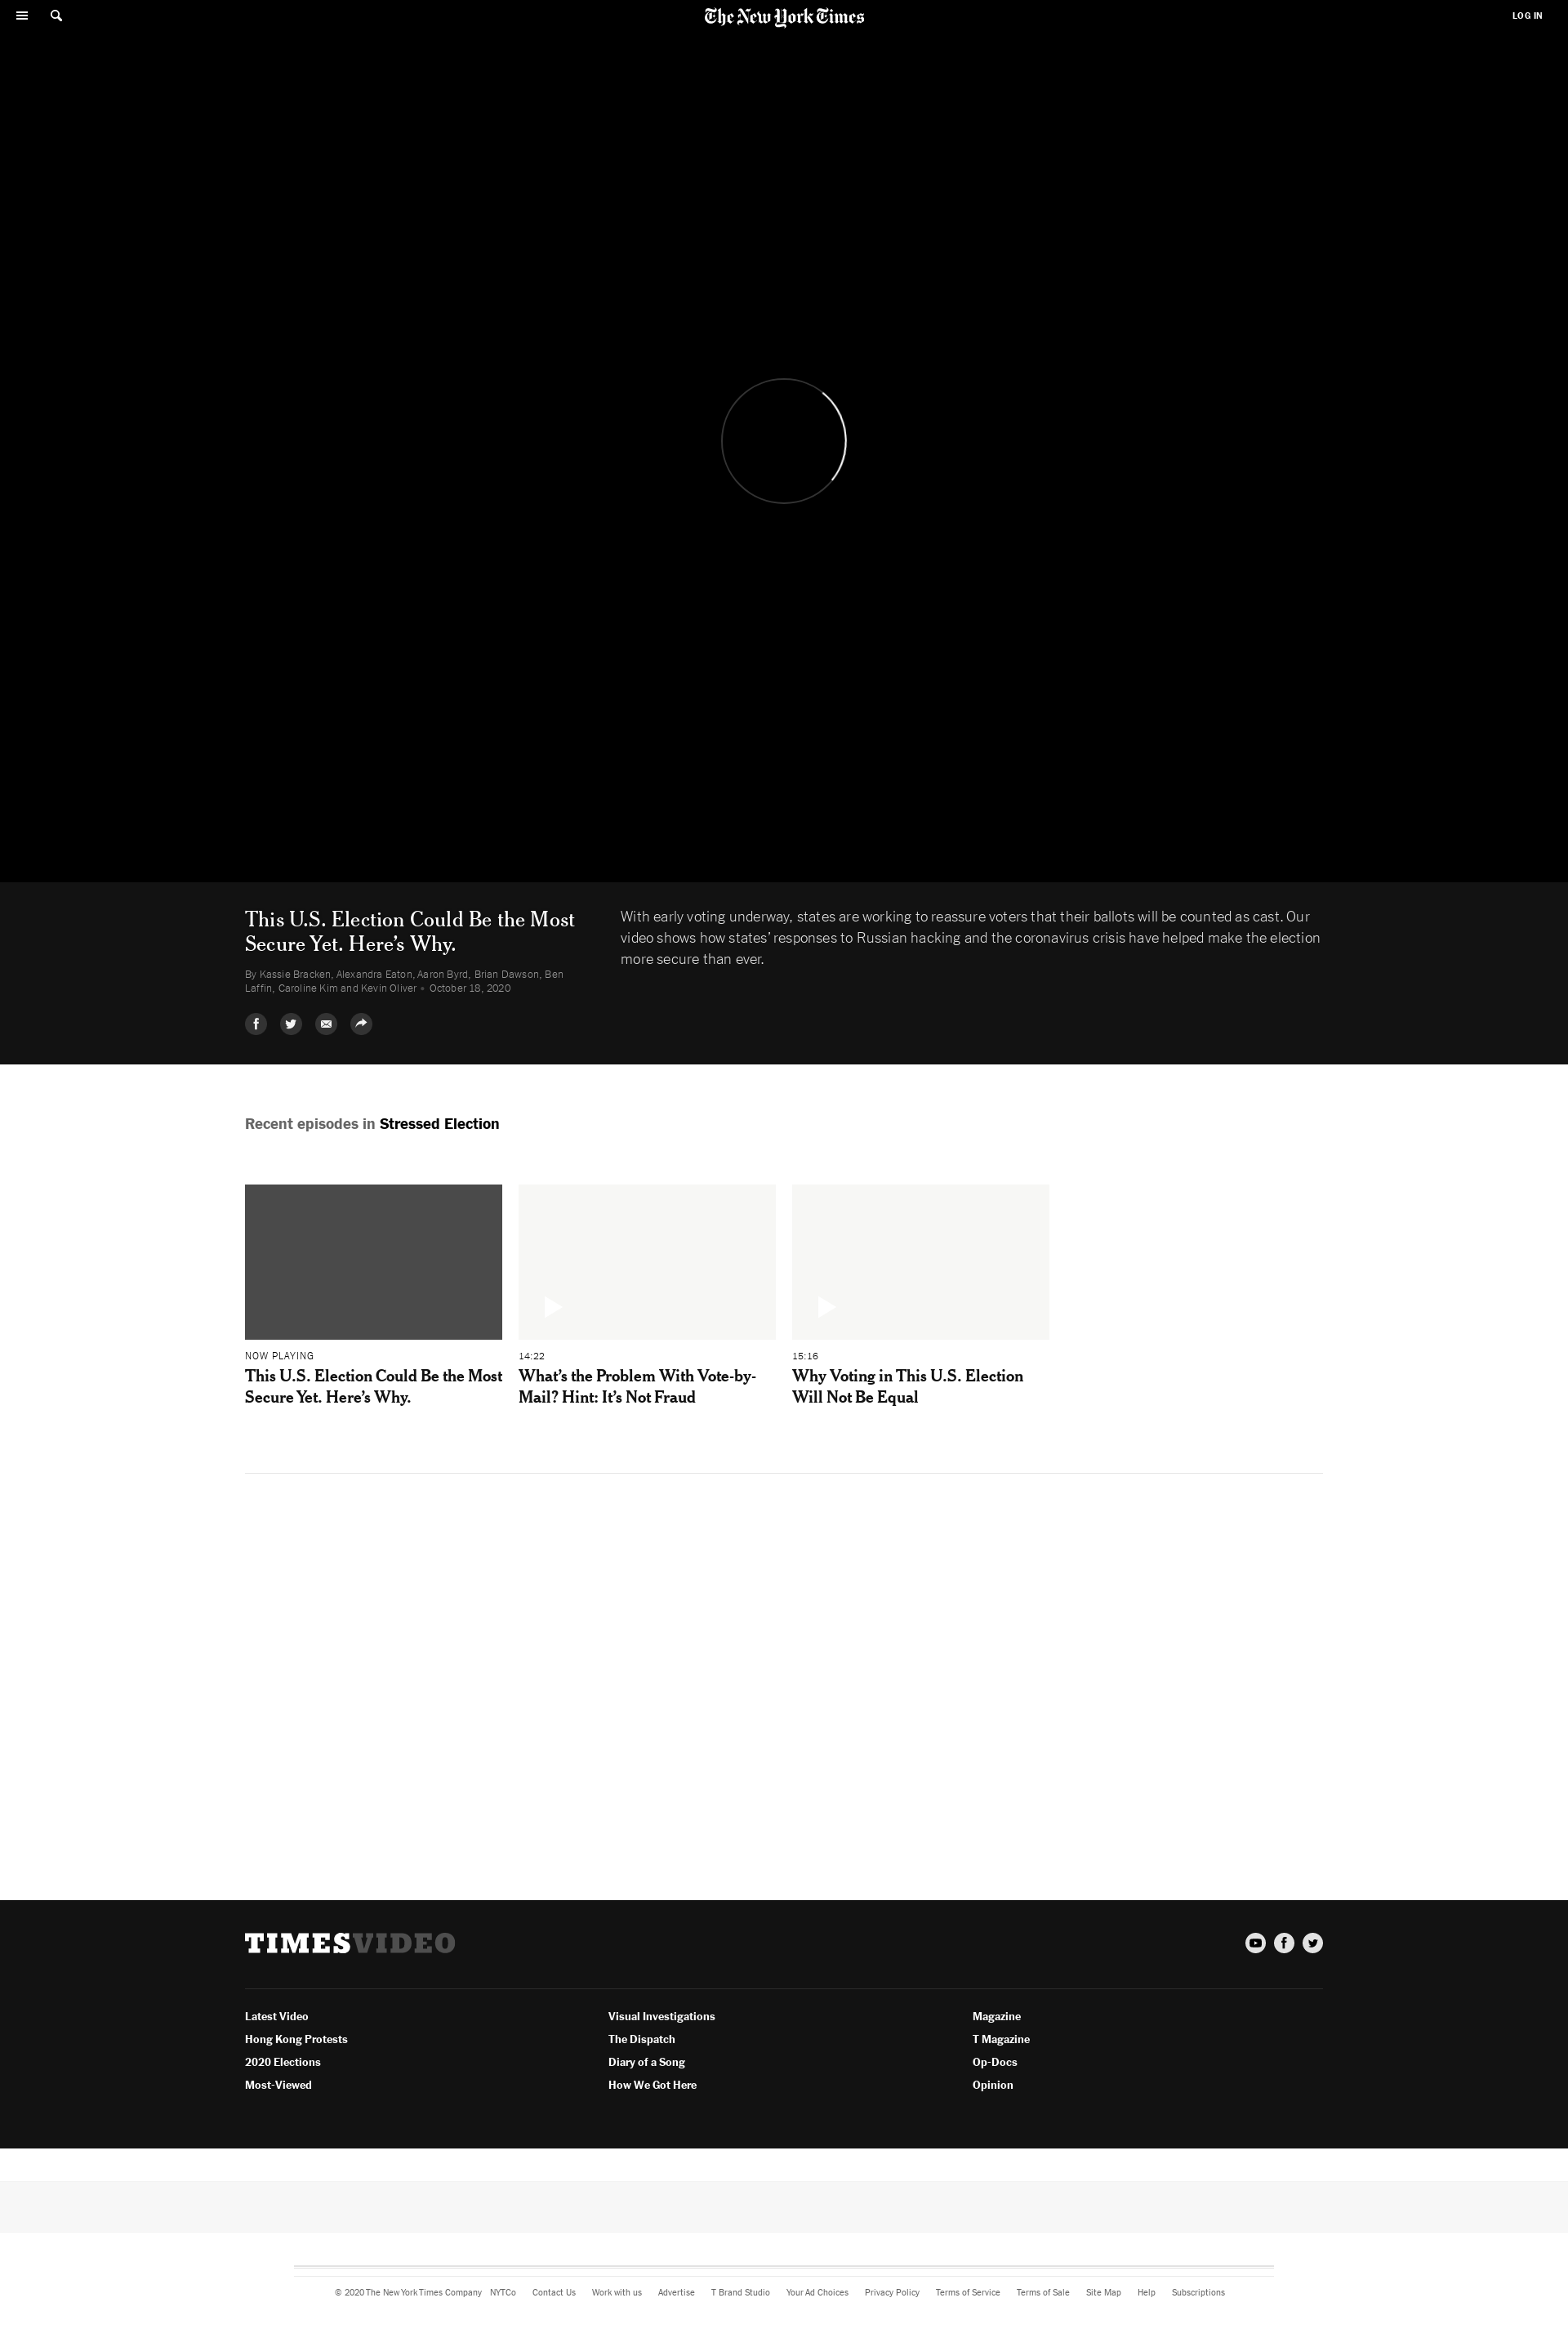 The New York Times
LOG IN
This U.S. Election Could Be the Most
Secure Yet. Here’s Why.
By Kassie Bracken, Alexandra Eaton, Aaron Byrd, Brian Dawson, Ben
Laffin, Caroline Kim and Kevin Oliver • October 18, 2020
With early voting underway, states are working to reassure voters that their ballots will be counted as cast. Our
video shows how states’ responses to Russian hacking and the coronavirus crisis have helped make the election
more secure than ever.
Recent episodes in Stressed Election
NOW PLAYING
This U.S. Election Could Be the Most
Secure Yet. Here’s Why.
14:22
What’s the Problem With Vote-by-
Mail? Hint: It’s Not Fraud
15:16
Why Voting in This U.S. Election
Will Not Be Equal
TIMESVIDEO
Latest Video
Hong Kong Protests
2020 Elections
Most-Viewed
Visual Investigations
The Dispatch
Diary of a Song
How We Got Here
Magazine
T Magazine
Op-Docs
Opinion
© 2020 The New York Times Company NYTCo Contact Us Work with us Advertise T Brand Studio Your Ad Choices Privacy Policy Terms of Service Terms of Sale Site Map Help Subscriptions